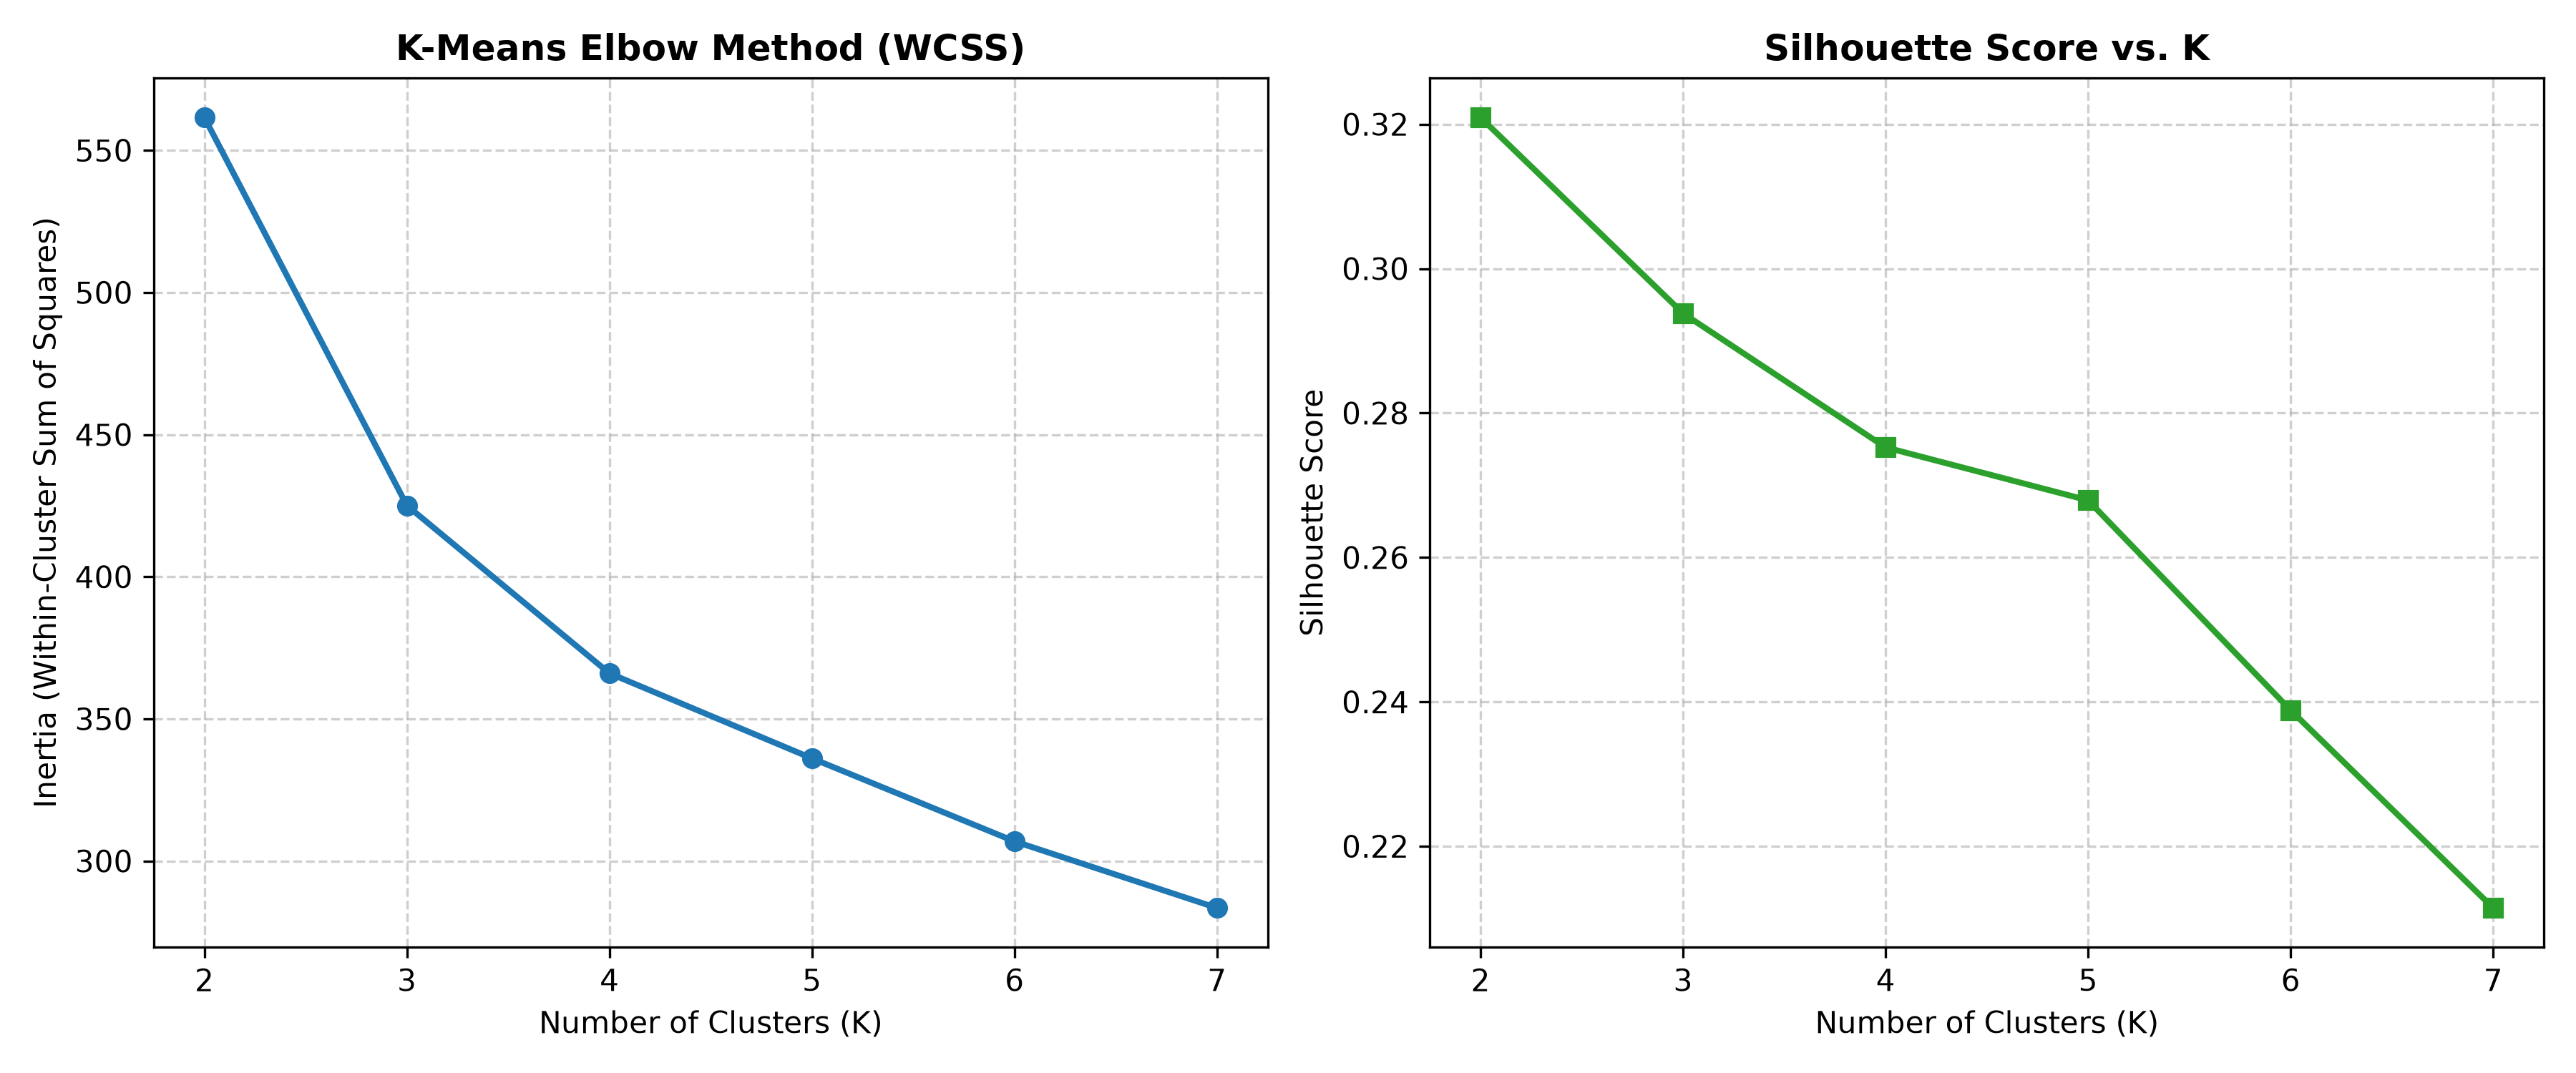 K-Means Elbow Method (WCSS)
Inertia (Within-Cluster Sum of Squares)
550
500
450
400
350
300
2 3 4 5 6 7
Number of Clusters (K)
Silhouette Score vs. K
Silhouette Score
0.32
0.30
0.28
0.26
0.24
0.22
2 3 4 5 6 7
Number of Clusters (K)